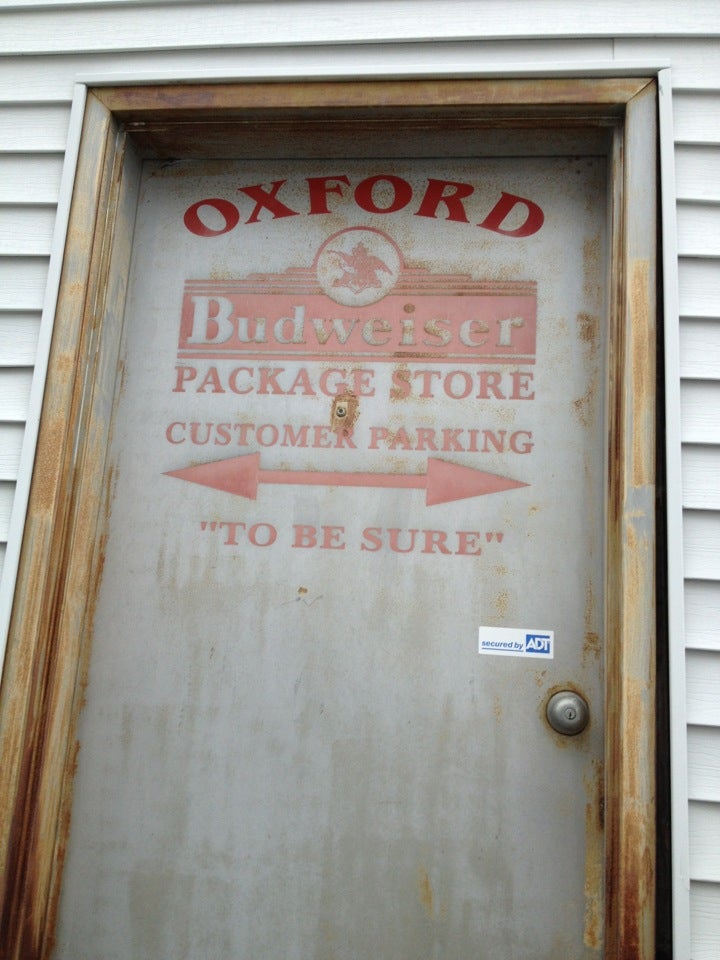 OXFORD
Budweiser
PACKAGE STORE
CUSTOMER PARKING
"TO BE SURE"
secured by ADT